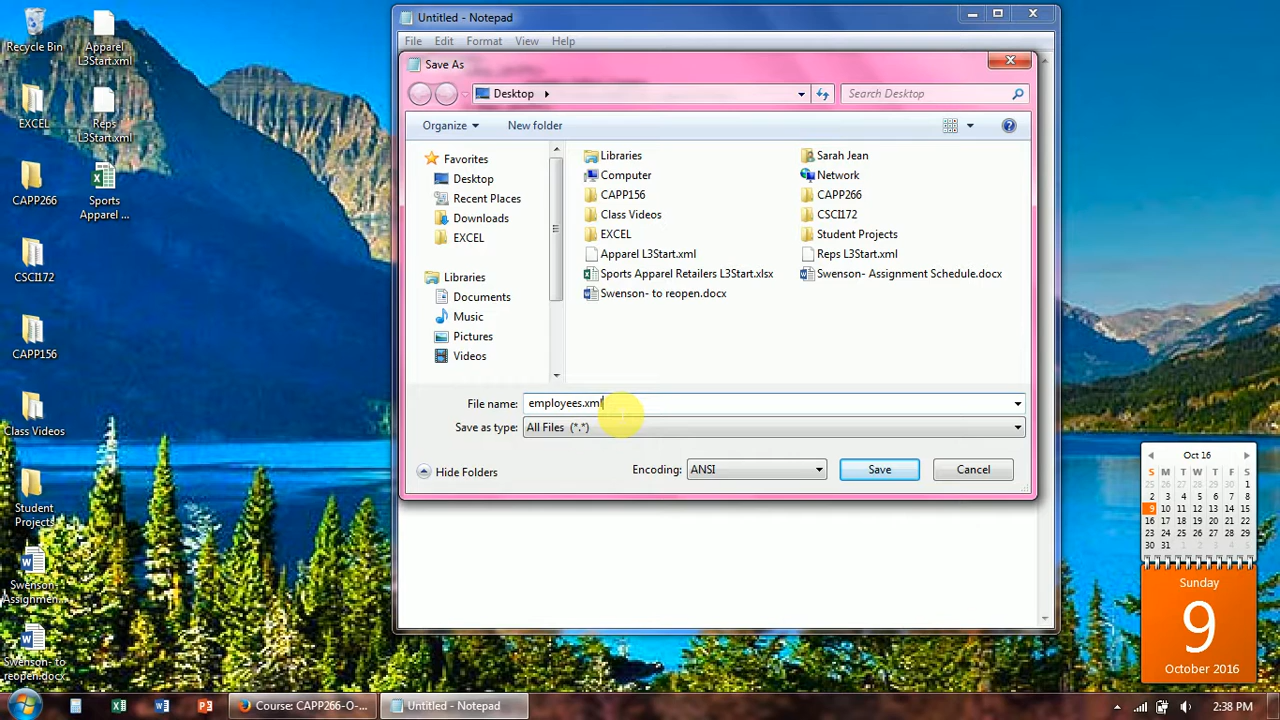 Recycle Bin
Apparel
L3Start.xml
EXCEL
Reps
L3Start.xml
CAPP266
Sports
Apparel ...
CSCI172
CAPP156
Class Videos
Student
Projects
Swenson-
Assignmen...
Swenson- to
reopen.docx
Untitled - Notepad
File Edit Format View Help
Save As
Desktop
Search Desktop
Organize
New folder
Favorites
Desktop
Recent Places
Downloads
EXCEL
Libraries
Documents
Music
Pictures
Videos
Libraries
Sarah Jean
Computer
Network
CAPP156
CAPP266
Class Videos
CSCI172
EXCEL
Student Projects
Apparel L3Start.xml
Reps L3Start.xml
Sports Apparel Retailers L3Start.xlsx
Swenson- Assignment Schedule.docx
Swenson- to reopen.docx
File name: employees.xml
Save as type: All Files (*.*)
Hide Folders
Encoding: ANSI
Save
Cancel
Oct 16
S M T W T F S
25 26 27 28 29 30 1
2 3 4 5 6 7 8
9 10 11 12 13 14 15
16 17 18 19 20 21 22
23 24 25 26 27 28 29
30 31 1 2 3 4 5
Sunday
9
October 2016
Course: CAPP266-O-...
Untitled - Notepad
2:38 PM